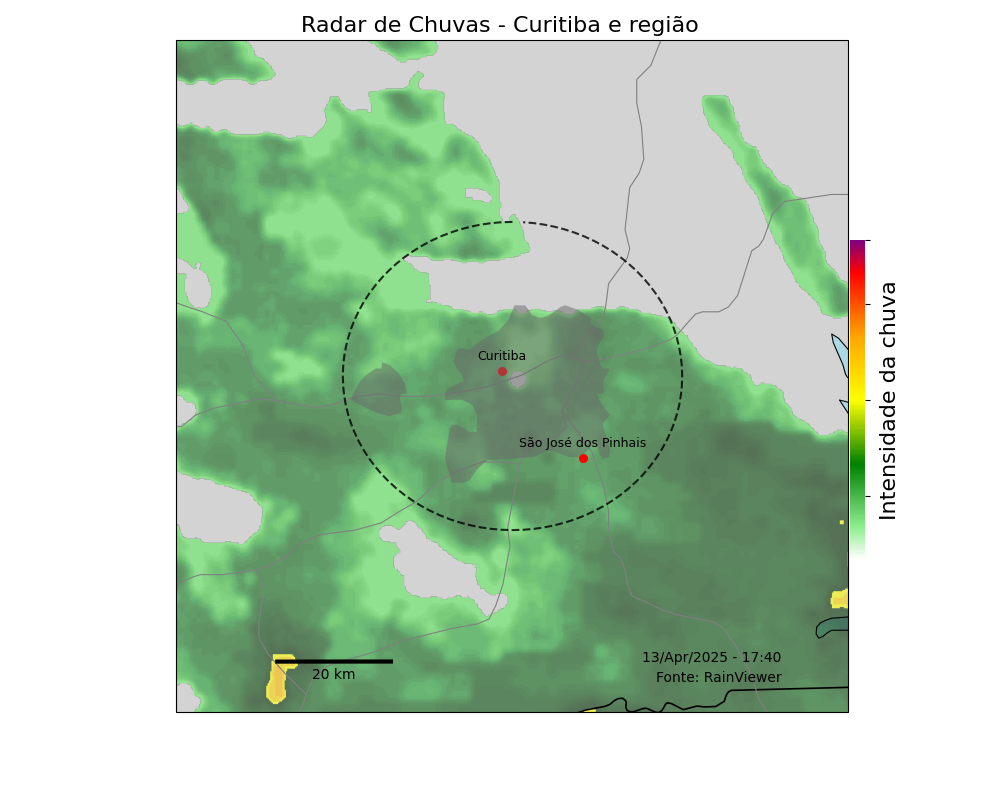 Radar de Chuvas - Curitiba e região
Curitiba
São José dos Pinhais
Intensidade da chuva
13/Apr/2025 - 17:40
Fonte: RainViewer
20 km